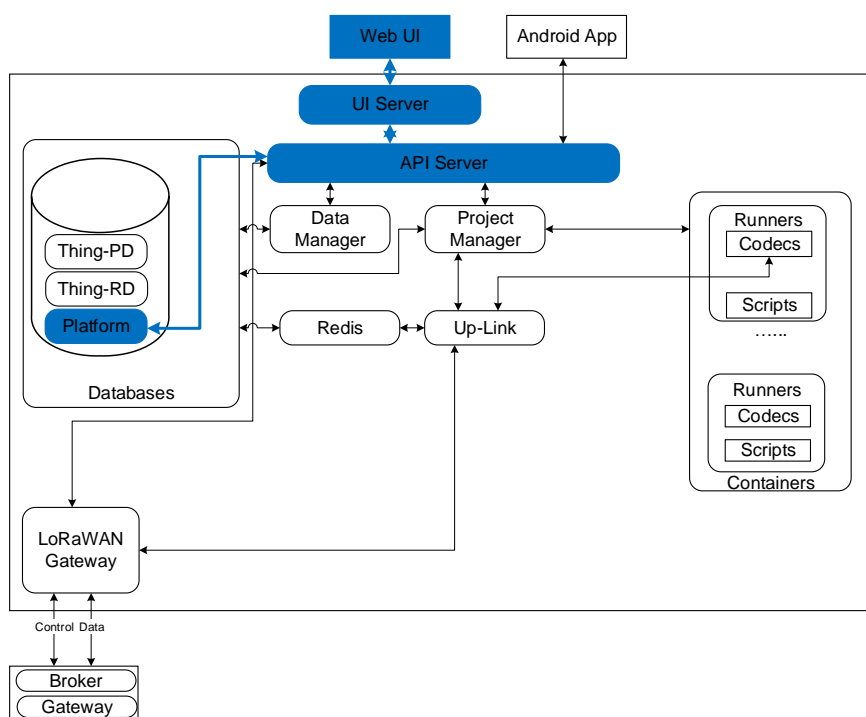 Web UI
Android App
UI Server
API Server
Data
Manager
Project
Manager
Runners
Codecs
Scripts
......
Thing-PD
Thing-RD
Platform
Databases
Redis
Up-Link
Runners
Codecs
Scripts
Containers
LoRaWAN
Gateway
Control Data
Broker
Gateway